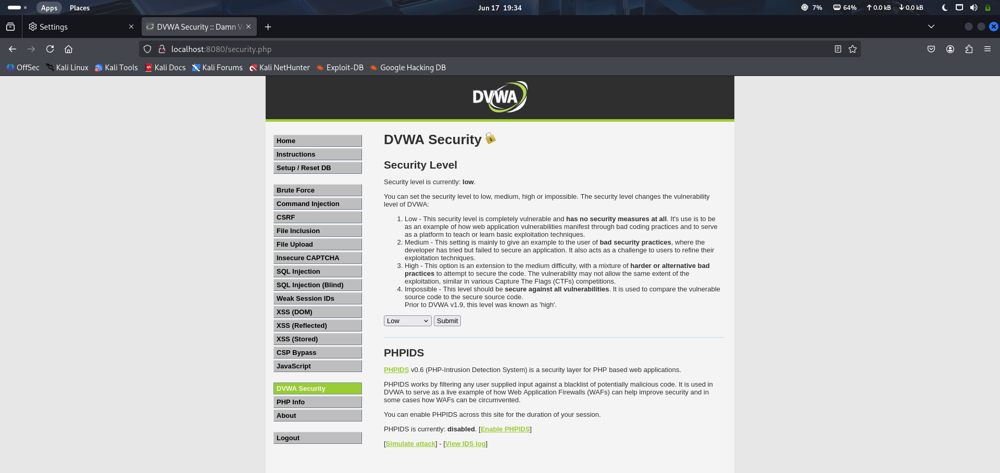 Apps Places Jun 17 19:34 7% 64% 0.0 kB 0.0 kB
Settings DVWA Security :: Damn V
localhost:8080/security.php
OffSec Kali Linux Kali Tools Kali Docs Kali Forums Kali NetHunter Exploit-DB Google Hacking DB
DVWA
Home
Instructions
Setup / Reset DB
Brute Force
Command Injection
CSRF
File Inclusion
File Upload
Insecure CAPTCHA
SQL Injection
SQL Injection (Blind)
Weak Session IDs
XSS (DOM)
XSS (Reflected)
XSS (Stored)
CSP Bypass
JavaScript
DVWA Security
PHP Info
About
Logout
DVWA Security
Security Level
Security level is currently: low.
You can set the security level to low, medium, high or impossible. The security level changes the vulnerability
level of DVWA:
1. Low - This security level is completely vulnerable and has no security measures at all. It's use is to be
as an example of how web application vulnerabilities manifest through bad coding practices and to serve
as a platform to teach or learn basic exploitation techniques.
2. Medium - This setting is mainly to give an example to the user of bad security practices, where the
developer has tried but failed to secure an application. It also acts as a challenge to users to refine their
exploitation techniques.
3. High - This option is an extension to the medium difficulty, with a mixture of harder or alternative bad
practices to attempt to secure the code. The vulnerability may not allow the same extent of the
exploitation, similar in various Capture The Flags (CTFs) competitions.
4. Impossible - This level should be secure against all vulnerabilities. It is used to compare the vulnerable
source code to the secure source code.
Prior to DVWA v1.9, this level was known as 'high'.
Low Submit
PHPIDS
PHPIDS v0.6 (PHP-Intrusion Detection System) is a security layer for PHP based web applications.
PHPIDS works by filtering any user supplied input against a blacklist of potentially malicious code. It is used in
DVWA to serve as a live example of how Web Application Firewalls (WAFs) can help improve security and in
some cases how WAFs can be circumvented.
You can enable PHPIDS across this site for the duration of your session.
PHPIDS is currently: disabled. [Enable PHPIDS]
[Simulate attack] - [View IDS log]